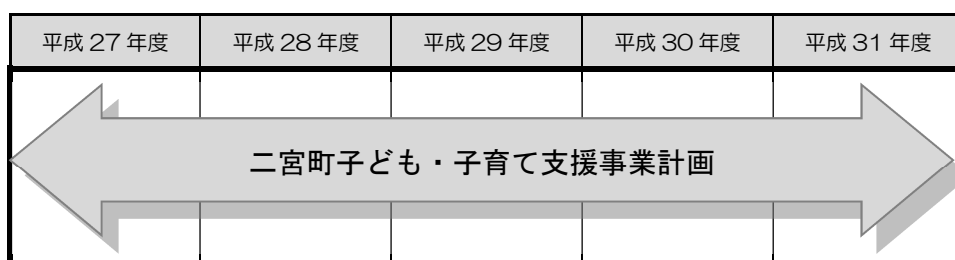 平成 27 年度 平成 28 年度 平成 29 年度 平成 30 年度 平成 31 年度
二宮町子ども・子育て支援事業計画